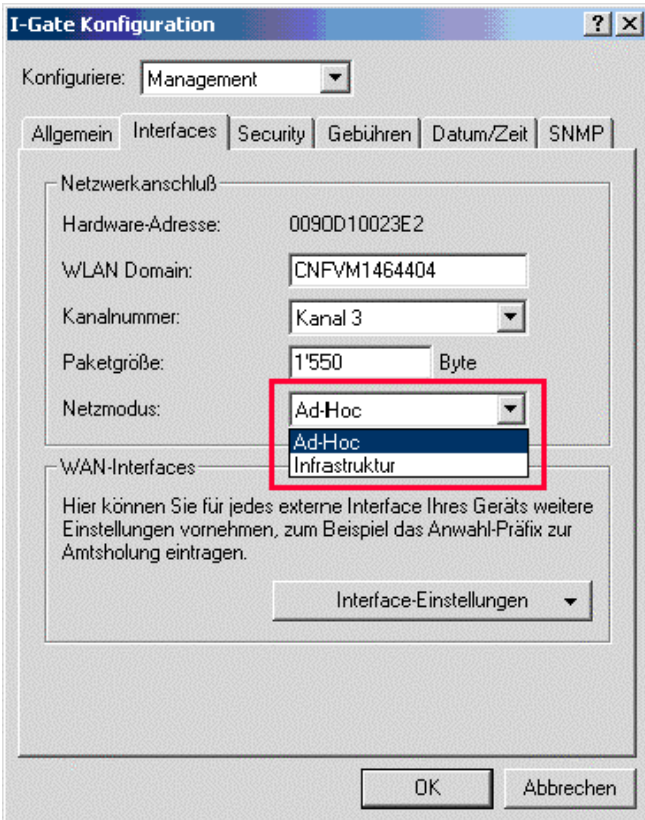 I-Gate Konfiguration
Konfiguriere: Management
Allgemein Interfaces Security Gebühren Datum/Zeit SNMP
Netzwerkanschluß
Hardware-Adresse: 0090D10023E2
WLAN Domain: CNFVM1464404
Kanalnummer: Kanal 3
Paketgröße: 1'550 Byte
Netzmodus: Ad-Hoc
Ad-Hoc
Infrastruktur
WAN-Interfaces
Hier können Sie für jedes externe Interface Ihres Geräts weitere
Einstellungen vornehmen, zum Beispiel das Anwahl-Präfix zur
Amtsholung eintragen.
Interface-Einstellungen
OK Abbrechen